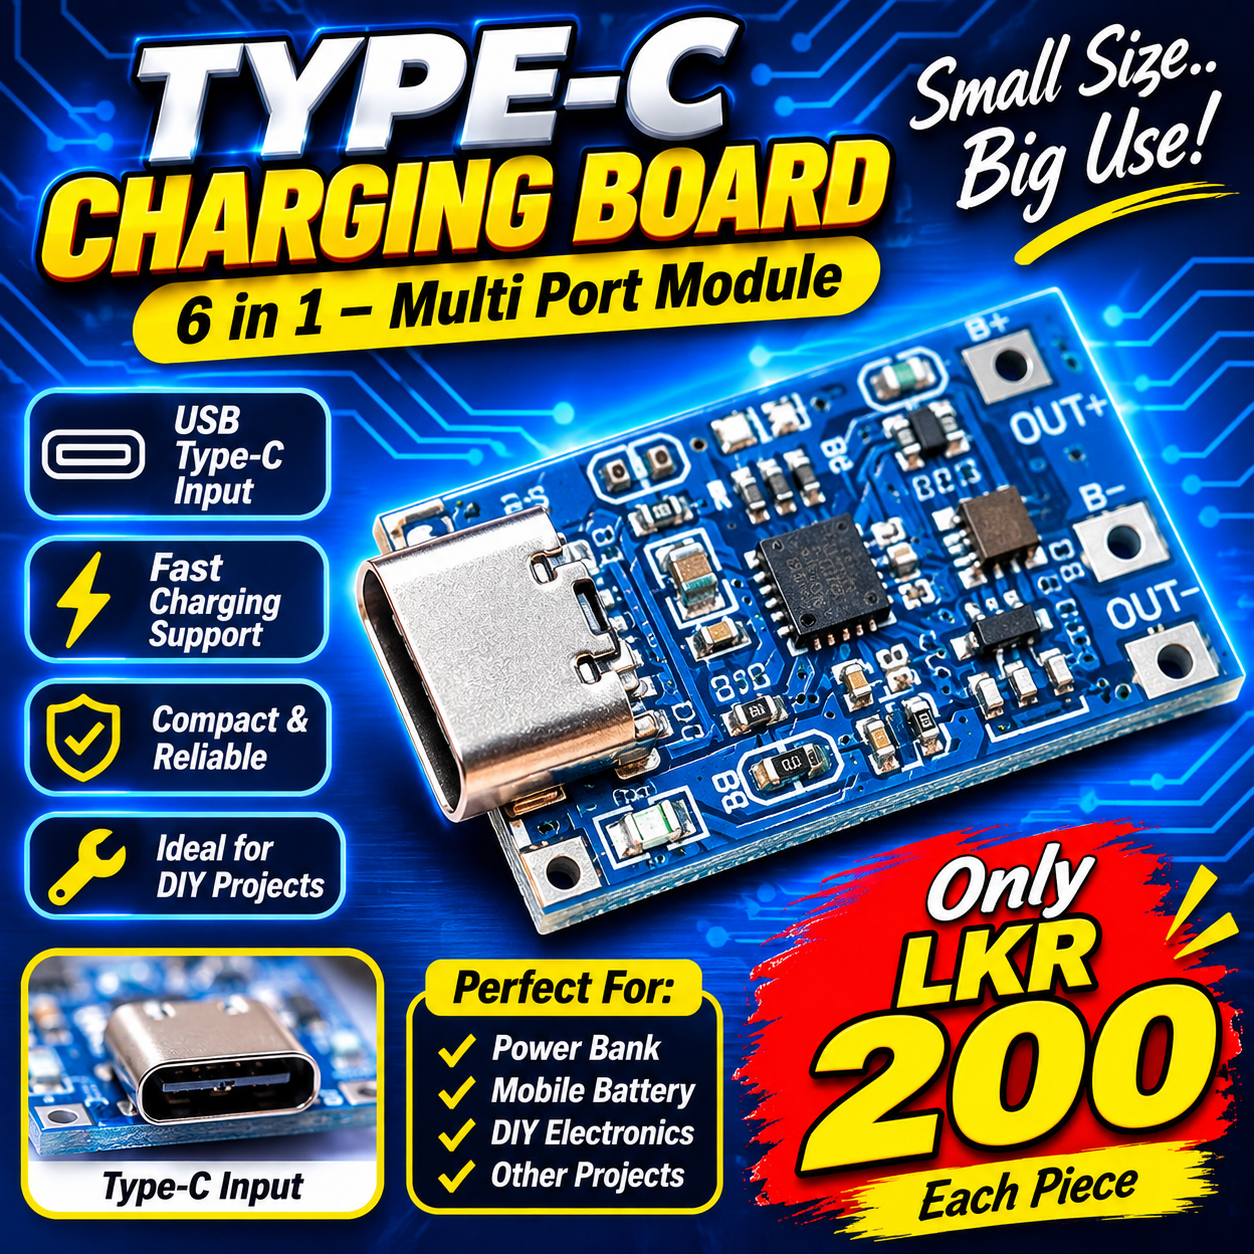 TYPE-C
CHARGING BOARD
6 in 1 – Multi Port Module
Small Size..
Big Use!
USB
Type-C
Input
Fast
Charging
Support
Compact &
Reliable
Ideal for
DIY Projects
B+
OUT+
B-
OUT-
Type-C Input
Perfect For:
Power Bank
Mobile Battery
DIY Electronics
Other Projects
Only
LKR
200
Each Piece